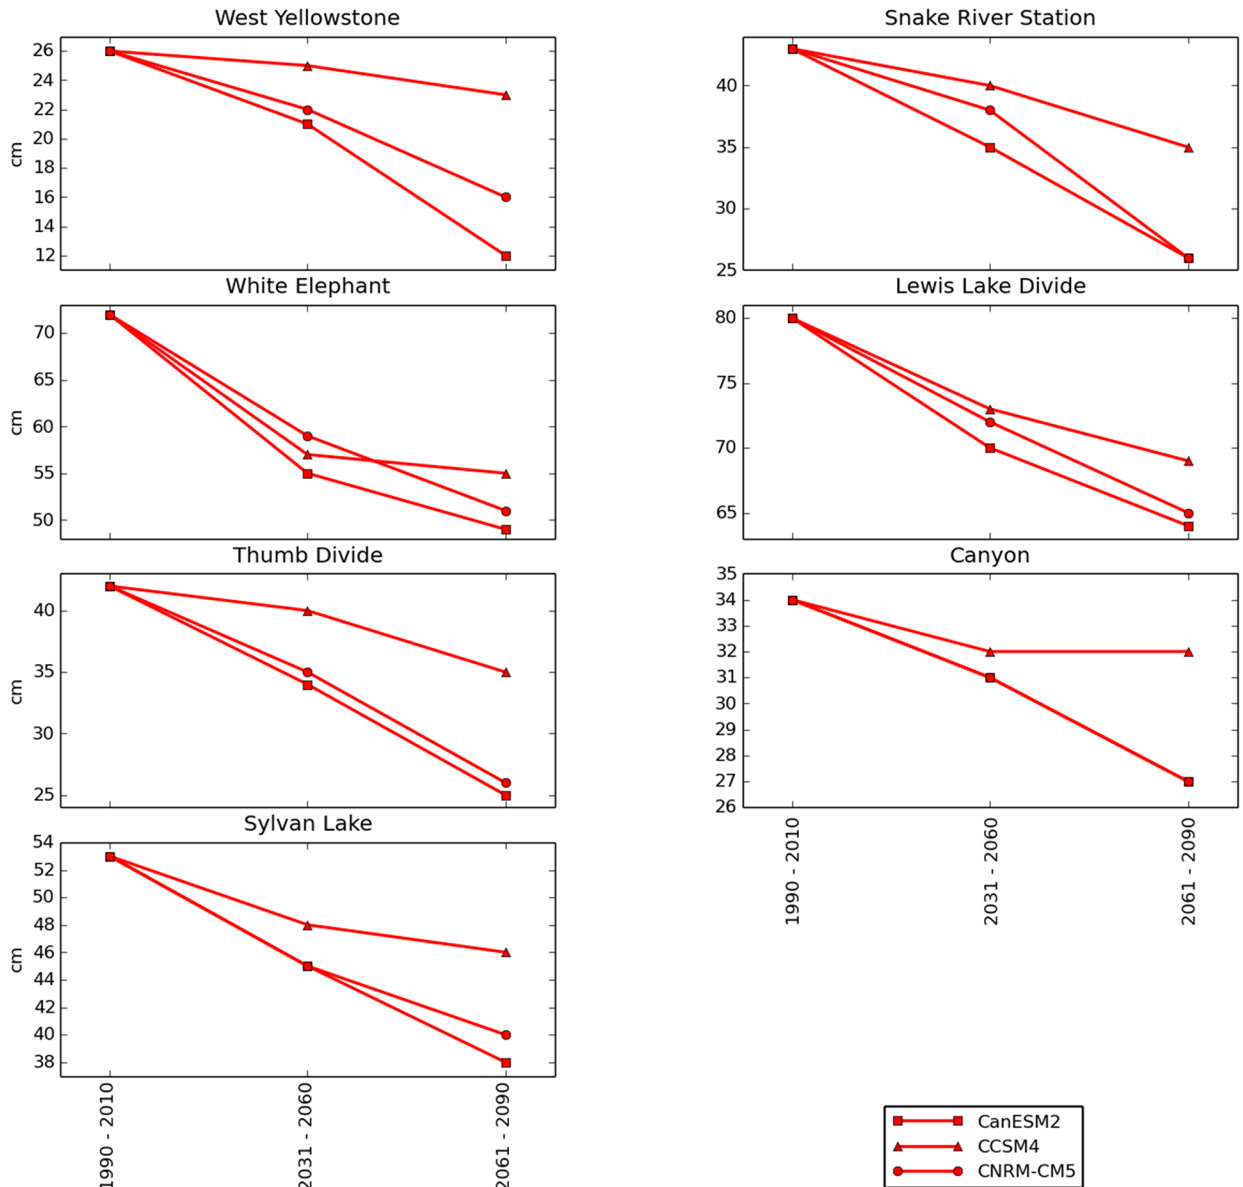 West Yellowstone
26
24
22
20
18
16
14
12
cm
Snake River Station
40
35
30
25
White Elephant
70
65
60
55
50
cm
Lewis Lake Divide
80
75
70
65
Thumb Divide
40
35
30
25
cm
Canyon
35
34
33
32
31
30
29
28
27
26
1990 - 2010
2031 - 2060
2061 - 2090
Sylvan Lake
54
52
50
48
46
44
42
40
38
cm
1990 - 2010
2031 - 2060
2061 - 2090
CanESM2
CCSM4
CNRM-CM5